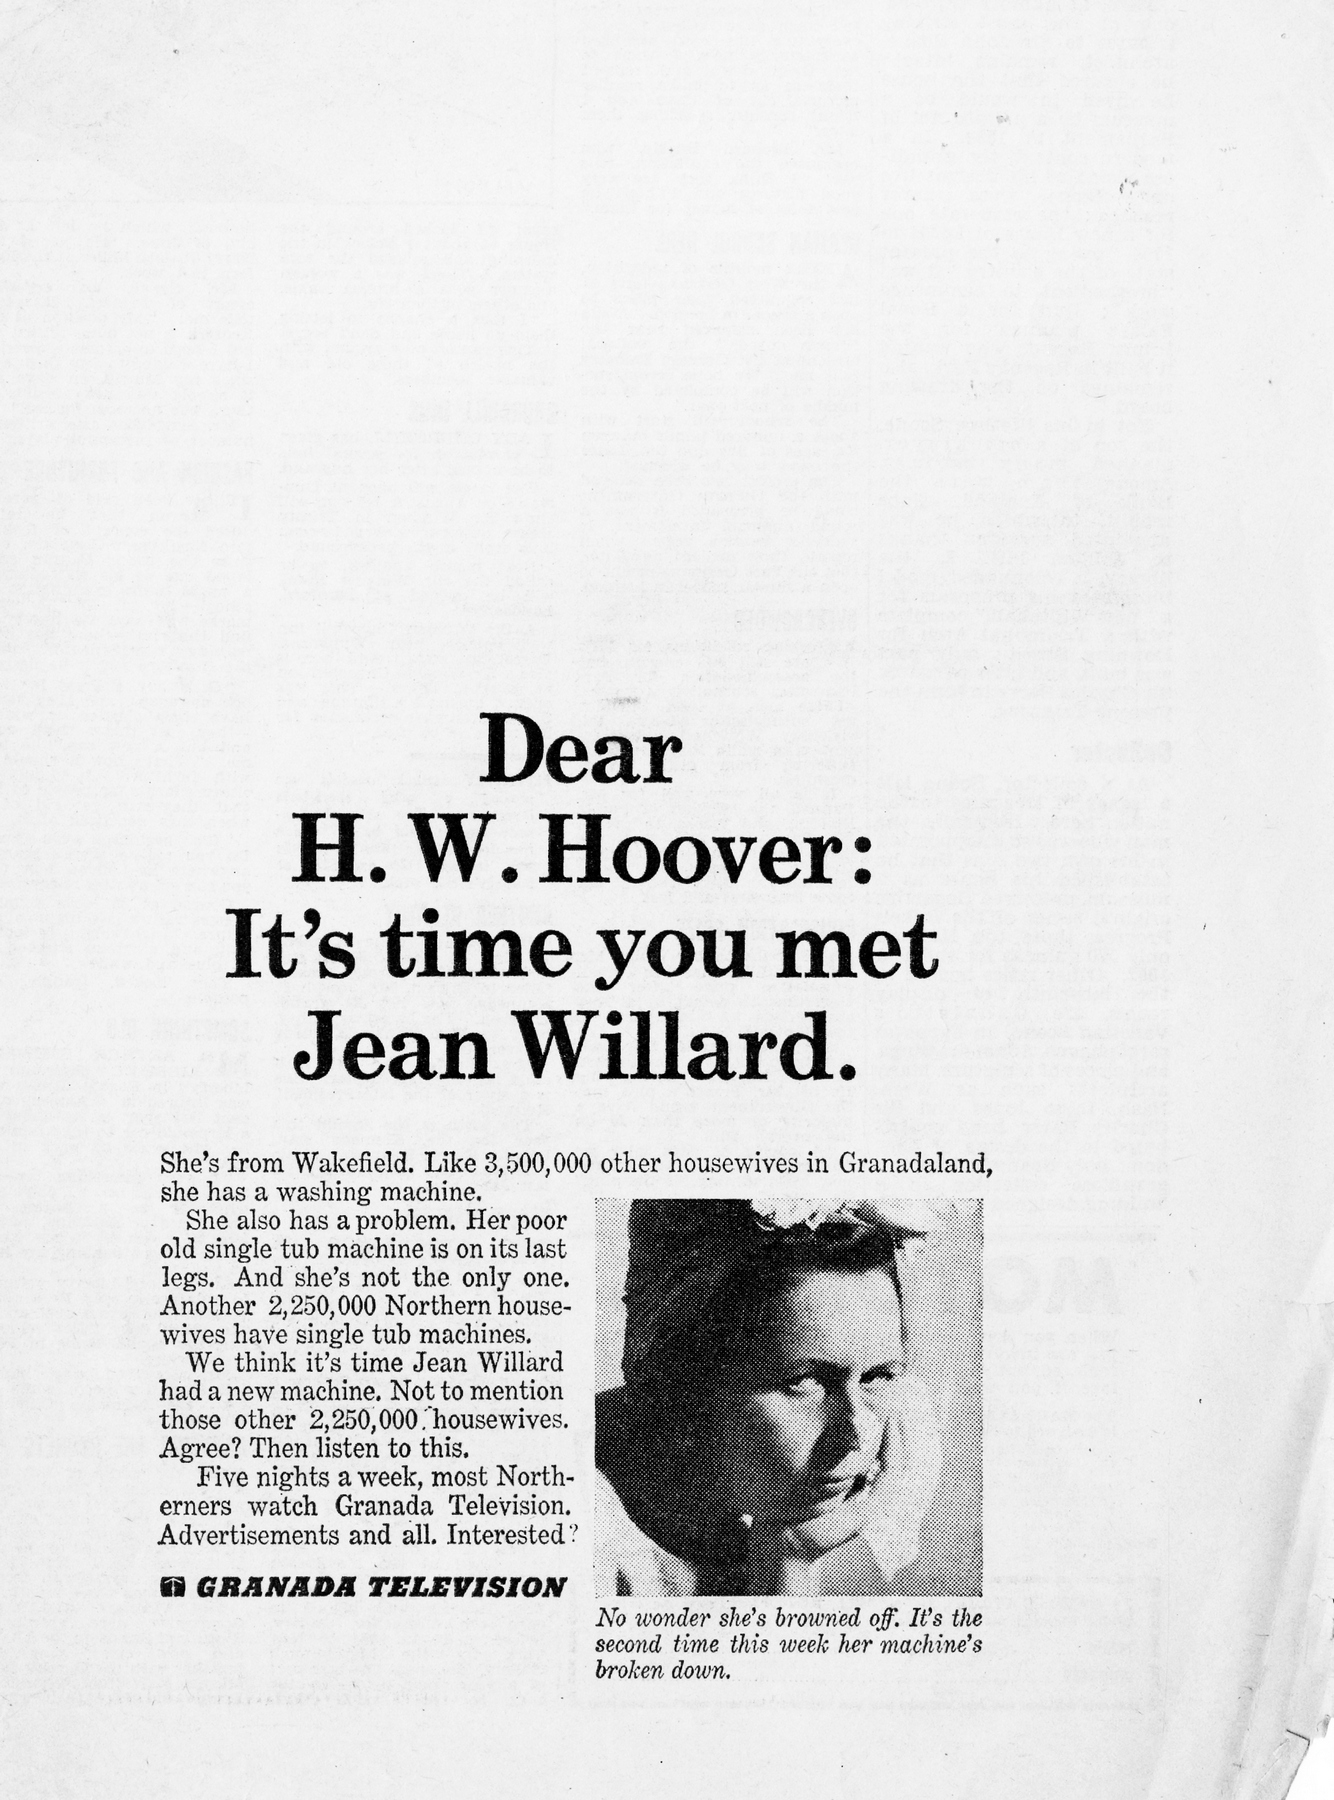 Dear
H. W. Hoover:
It's time you met
Jean Willard.
She's from Wakefield. Like 3,500,000 other housewives in Granadaland,
she has a washing machine.
She also has a problem. Her poor
old single tub machine is on its last
legs. And she's not the only one.
Another 2,250,000 Northern house-
wives have single tub machines.
We think it's time Jean Willard
had a new machine. Not to mention
those other 2,250,000 housewives.
Agree? Then listen to this.
Five nights a week, most North-
erners watch Granada Television.
Advertisements and all. Interested?
GRANADA TELEVISION
No wonder she's browned off. It's the
second time this week her machine's
broken down.